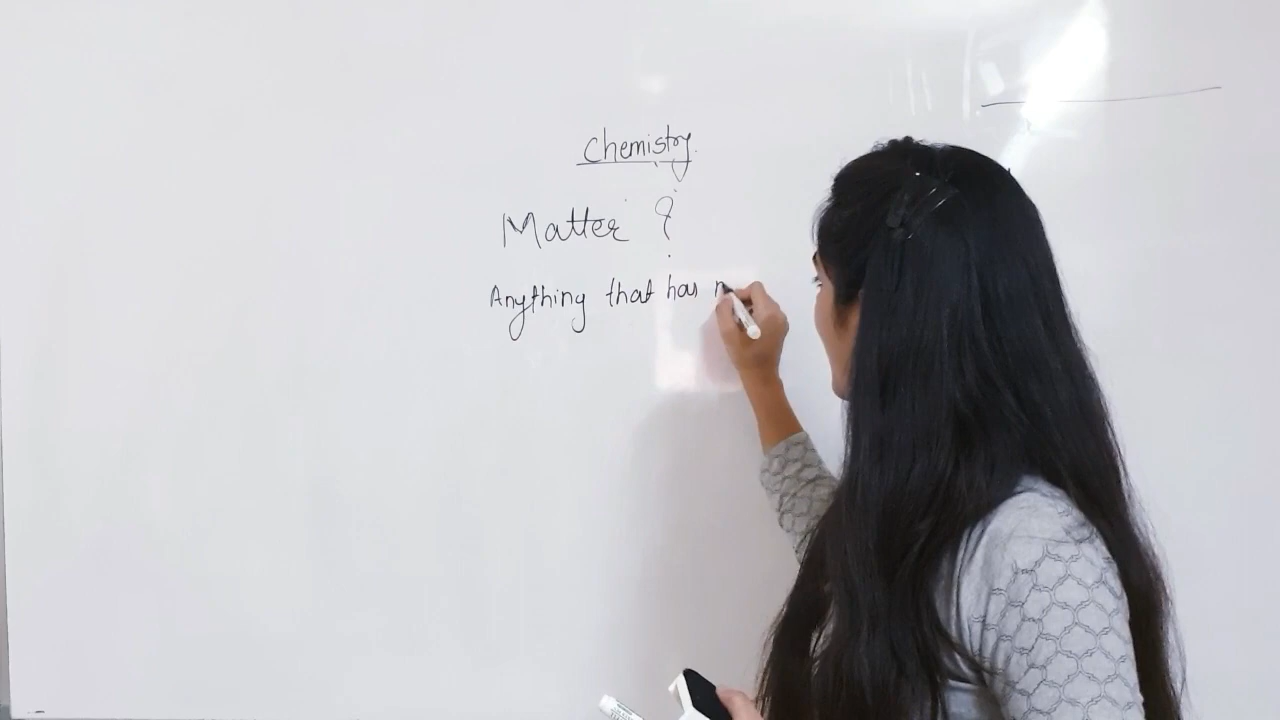 Chemistry.
Matter ?
Anything that has